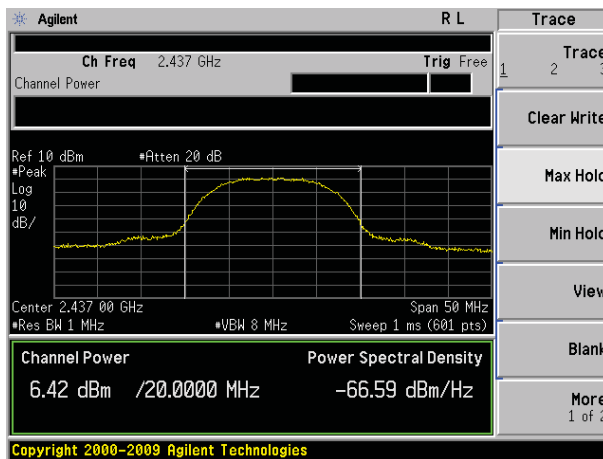 Agilent R L Trace
Ch Freq 2.437 GHz Trig Free
Channel Power
Trace
1 2 3
Clear Write
Ref 10 dBm #Atten 20 dB
#Peak
Log
10
dB/
Max Hold
Min Hold
View
Center 2.437 00 GHz Span 50 MHz
#Res BW 1 MHz #VBW 8 MHz Sweep 1 ms (601 pts)
Channel Power Power Spectral Density
6.42 dBm /20.0000 MHz -66.59 dBm/Hz
Blank
More
1 of 2
Copyright 2000-2009 Agilent Technologies